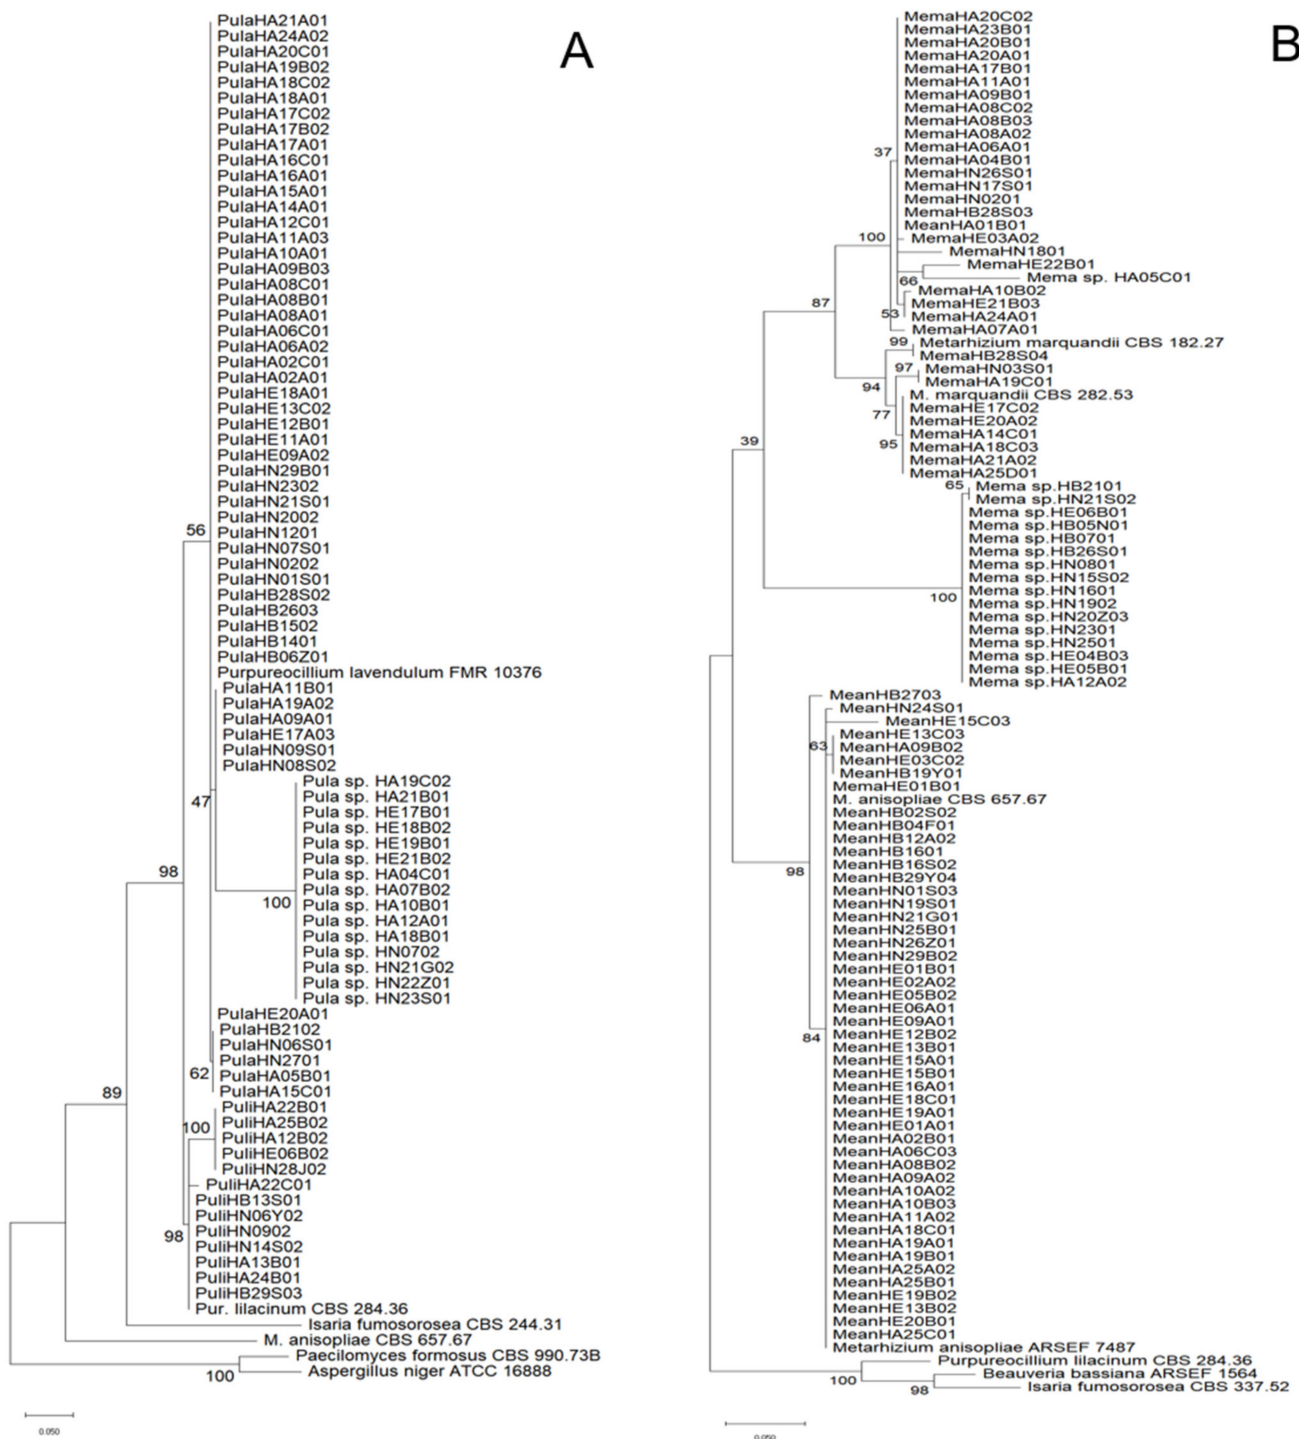 A
PulaHA21A01
PulaHA24A02
PulaHA20C01
PulaHA19B02
PulaHA18C02
PulaHA18A01
PulaHA17C02
PulaHA17B02
PulaHA17A01
PulaHA16C01
PulaHA16A01
PulaHA15A01
PulaHA14A01
PulaHA12C01
PulaHA11A03
PulaHA10A01
PulaHA09B03
PulaHA08C01
PulaHA08B01
PulaHA08A01
PulaHA06C01
PulaHA06A02
PulaHA02C01
PulaHA02A01
PulaHE18A01
PulaHE13C02
PulaHE12B01
PulaHE11A01
PulaHE09A02
PulaHN29B01
PulaHN2302
PulaHN21S01
PulaHN2002
PulaHN1201
56
PulaHN07S01
PulaHN0202
PulaHN01S01
PulaHB28S02
PulaHB2603
PulaHB1502
PulaHB1401
PulaHB06Z01
Purpureocillium lavendulum FMR 10376
PulaHA11B01
PulaHA19A02
PulaHA09A01
PulaHE17A03
PulaHN09S01
PulaHN08S02
Pula sp. HA19C02
47
Pula sp. HA21B01
Pula sp. HE17B01
Pula sp. HE18B02
Pula sp. HE19B01
Pula sp. HE21B02
98
Pula sp. HA04C01
Pula sp. HA07B02
100
Pula sp. HA10B01
Pula sp. HA12A01
Pula sp. HA18B01
Pula sp. HN0702
Pula sp. HN21G02
Pula sp. HN22Z01
Pula sp. HN23S01
PulaHE20A01
PulaHB2102
PulaHN06S01
PulaHN2701
62
PulaHA05B01
89
PulaHA15C01
PuliHA22B01
100
PuliHA25B02
PuliHA12B02
PuliHE06B02
PuliHN28J02
PuliHA22C01
PuliHB13S01
PuliHN06Y02
98
PuliHN0902
PuliHN14S02
PuliHA13B01
PuliHA24B01
PuliHB29S03
Pur. lilacinum CBS 284.36
Isaria fumosorosea CBS 244.31
M. anisopliae CBS 657.67
Paecilomyces formosus CBS 990.73B
100
Aspergillus niger ATCC 16888
0.050
B
MemaHA20C02
MemaHA23B01
MemaHA20B01
MemaHA20A01
MemaHA17B01
MemaHA11A01
MemaHA09B01
MemaHA08C02
MemaHA08B03
MemaHA08A02
MemaHA06A01
37
MemaHA04B01
MemaHN26S01
MemaHN17S01
MemaHN0201
MemaHB28S03
MeanHA01B01
100
MemaHE03A02
MemaHN1801
MemaHE22B01
66
Mema sp. HA05C01
MemaHA10B02
87
MemaHE21B03
53
MemaHA24A01
MemaHA07A01
99
Metarhizium marquandii CBS 182.27
MemaHB28S04
97
MemaHN03S01
94
MemaHA19C01
M. marquandii CBS 282.53
77
MemaHE17C02
MemaHE20A02
95
MemaHA14C01
39
MemaHA18C03
MemaHA21A02
MemaHA25D01
65
Mema sp.HB2101
Mema sp.HN21S02
Mema sp.HE06B01
Mema sp.HB05N01
Mema sp.HB0701
Mema sp.HB26S01
Mema sp.HN0801
Mema sp.HN15S02
100
Mema sp.HN1601
Mema sp.HN1902
Mema sp.HN20Z03
Mema sp.HN2301
Mema sp.HN2501
Mema sp.HE04B03
Mema sp.HE05B01
Mema sp.HA12A02
MeanHB2703
MeanHN24S01
MeanHE15C03
MeanHE13C03
63
MeanHA09B02
MeanHE03C02
MeanHB19Y01
MemaHE01B01
M. anisopliae CBS 657.67
MeanHB02S02
MeanHB04F01
MeanHB12A02
MeanHB1601
MeanHB16S02
98
MeanHB29Y04
MeanHN01S03
MeanHN19S01
MeanHN21G01
MeanHN25B01
MeanHN26Z01
MeanHN29B02
MeanHE01B01
MeanHE02A02
MeanHE05B02
MeanHE06A01
MeanHE09A01
84
MeanHE12B02
MeanHE13B01
MeanHE15A01
MeanHE15B01
MeanHE16A01
MeanHE18C01
MeanHE19A01
MeanHE01A01
MeanHA02B01
MeanHA06C03
MeanHA08B02
MeanHA09A02
MeanHA10A02
MeanHA10B03
MeanHA11A02
MeanHA18C01
MeanHA19A01
MeanHA19B01
MeanHA25A02
MeanHA25B01
MeanHE19B02
MeanHE13B02
MeanHE20B01
MeanHA25C01
Metarhizium anisopliae ARSEF 7487
Purpureocillium lilacinum CBS 284.36
100
Beauveria bassiana ARSEF 1564
98
Isaria fumosorosea CBS 337.52
0.050